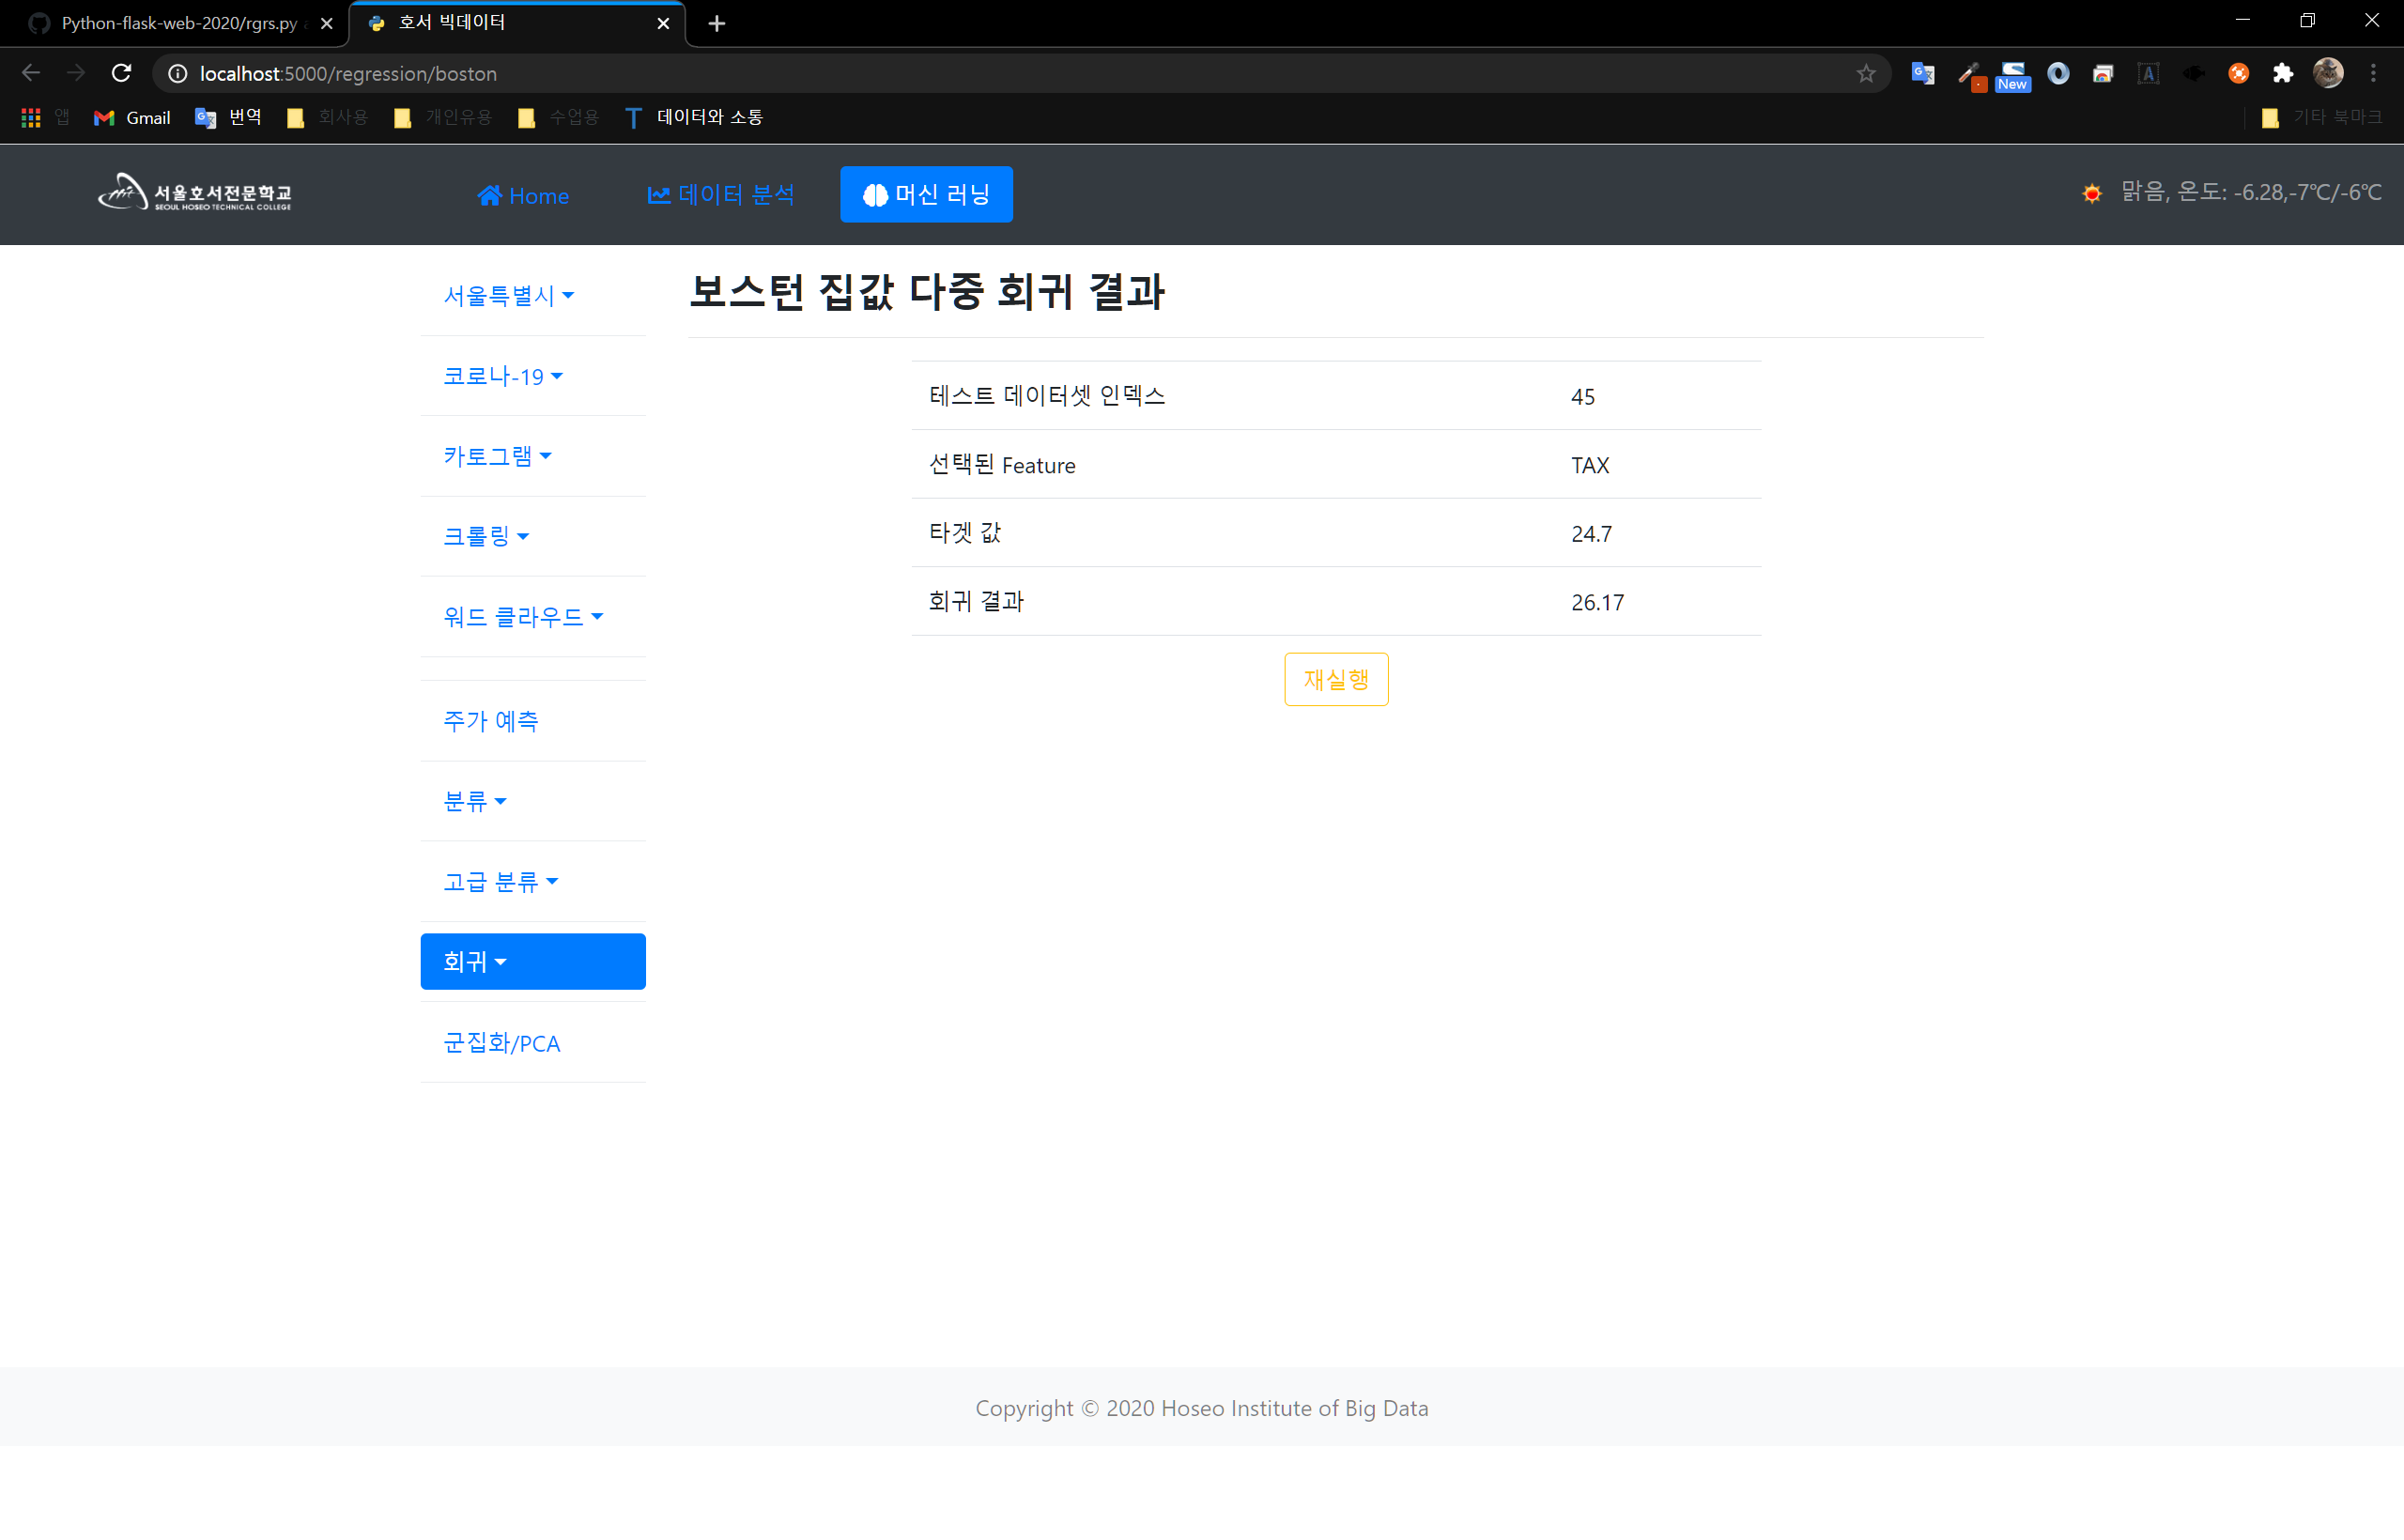 Python-flask-web-2020/rgrs.py
호서 빅데이터
localhost:5000/regression/boston
New
앱
Gmail
번역
회사용
개인유용
수업용
데이터와 소통
기타 북마크
서울호서전문학교
SEOUL HOSEO TECHNICAL COLLEGE
Home
데이터 분석
머신 러닝
맑음, 온도: -6.28,-7℃/-6℃
서울특별시
코로나-19
카토그램
크롤링
워드 클라우드
주가 예측
분류
고급 분류
회귀
군집화/PCA
보스턴 집값 다중 회귀 결과
테스트 데이터셋 인덱스 45
선택된 Feature TAX
타겟 값 24.7
회귀 결과 26.17
재실행
Copyright © 2020 Hoseo Institute of Big Data